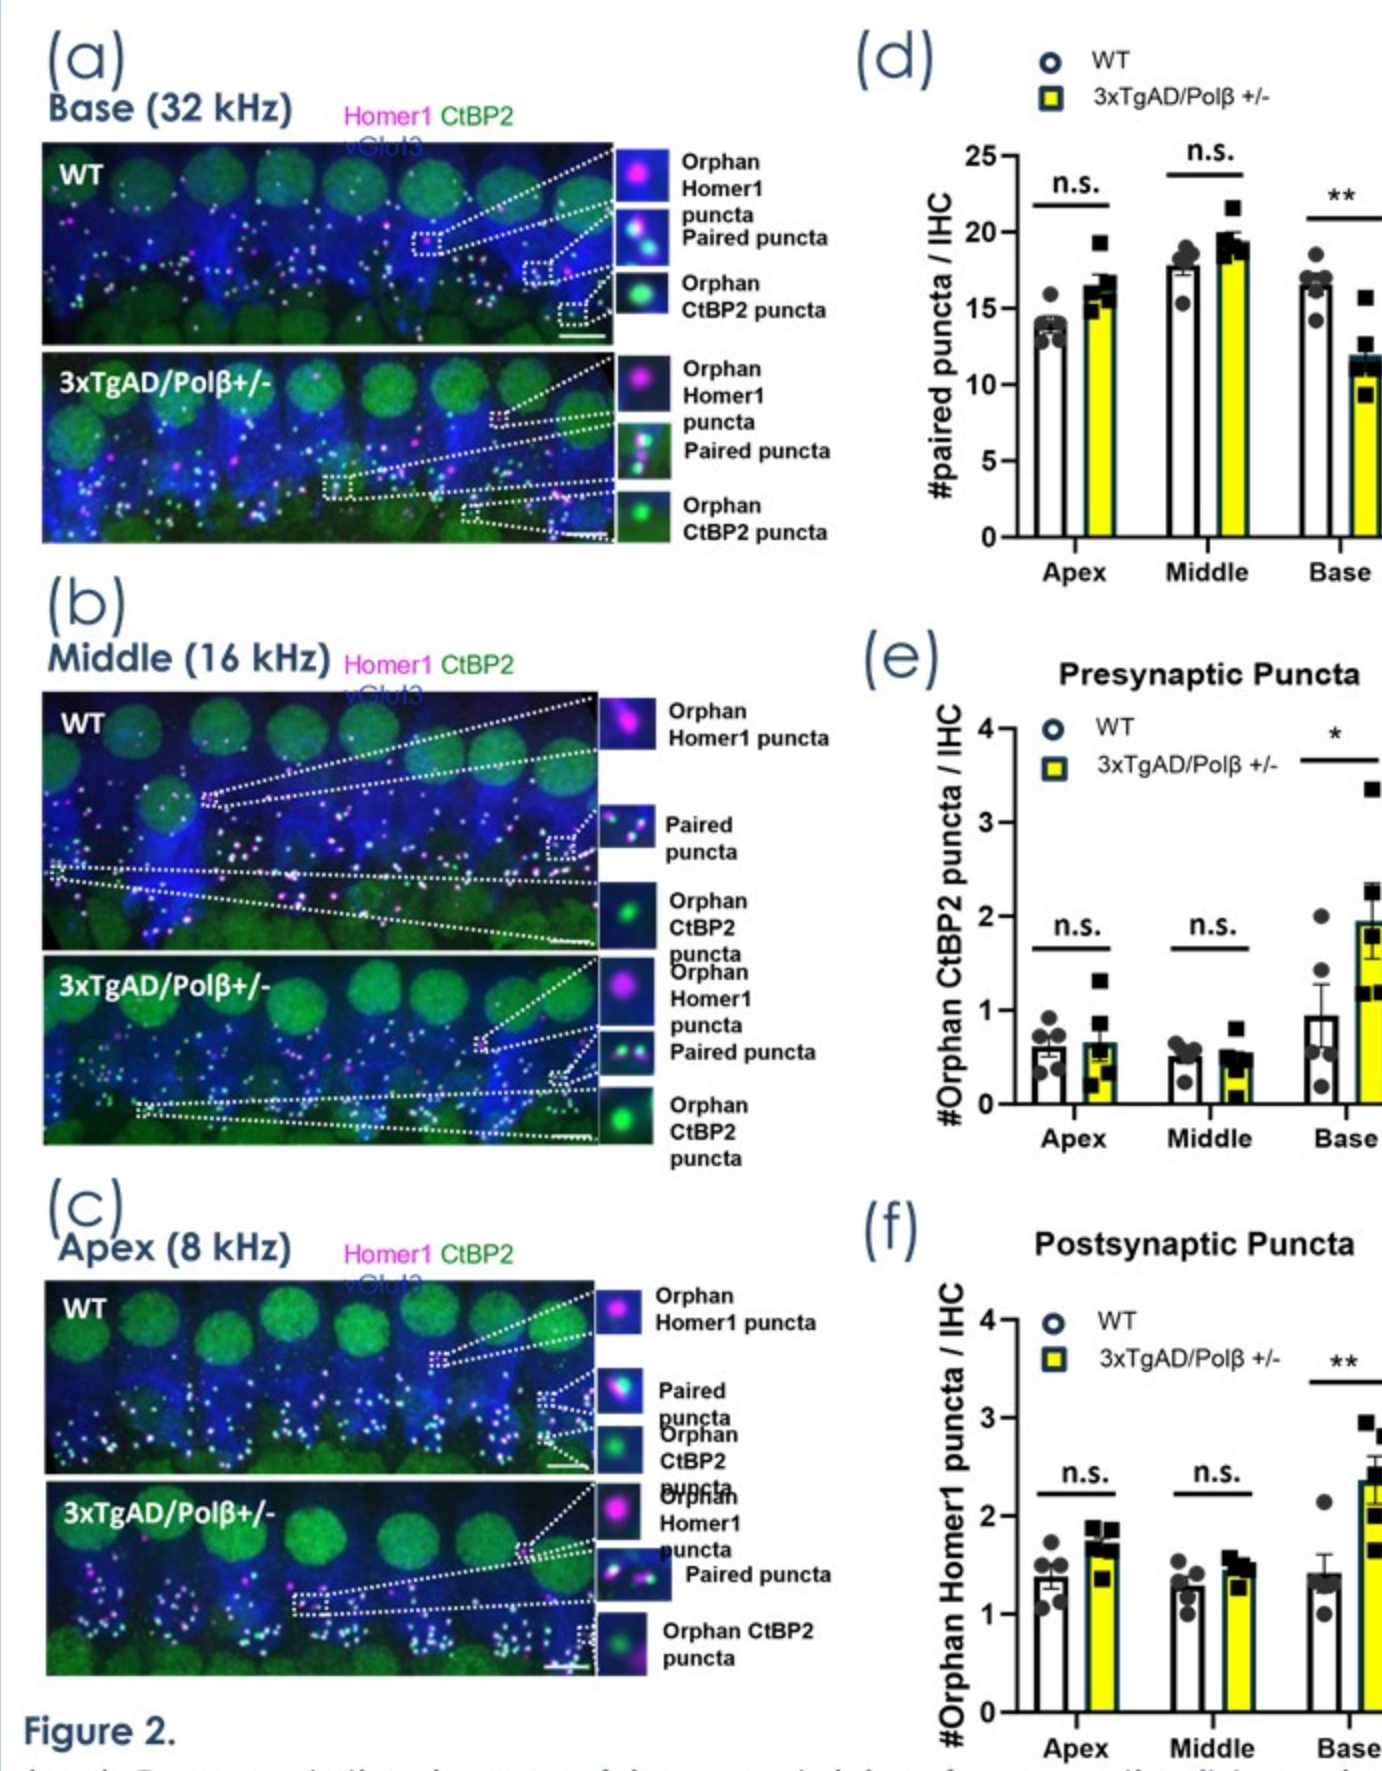 (a)
Base (32 kHz)
Homer1 CtBP2
vGlut3
WT
Orphan
Homer1
puncta
Paired puncta
Orphan
CtBP2 puncta
3xTgAD/Polβ+/-
Orphan
Homer1
puncta
Paired puncta
Orphan
CtBP2 puncta
(b)
Middle (16 kHz)
Homer1 CtBP2
vGlut3
WT
Orphan
Homer1 puncta
Paired
puncta
Orphan
CtBP2
puncta
3xTgAD/Polβ+/-
Orphan
Homer1
puncta
Paired puncta
Orphan
CtBP2
puncta
(c)
Apex (8 kHz)
Homer1 CtBP2
vGlut3
WT
Orphan
Homer1 puncta
Paired
puncta
Orphan
CtBP2
puncta
3xTgAD/Polβ+/-
Orphan
Homer1
puncta
Paired puncta
Orphan CtBP2
puncta
Figure 2.
(d)
WT
3xTgAD/Polβ +/-
#paired puncta / IHC
25
20
15
10
5
0
n.s.
n.s.
**
Apex
Middle
Base
(e)
Presynaptic Puncta
WT
3xTgAD/Polβ +/-
#Orphan CtBP2 puncta / IHC
4
3
2
1
0
n.s.
n.s.
*
Apex
Middle
Base
(f)
Postsynaptic Puncta
WT
3xTgAD/Polβ +/-
#Orphan Homer1 puncta / IHC
4
3
2
1
0
n.s.
n.s.
**
Apex
Middle
Base